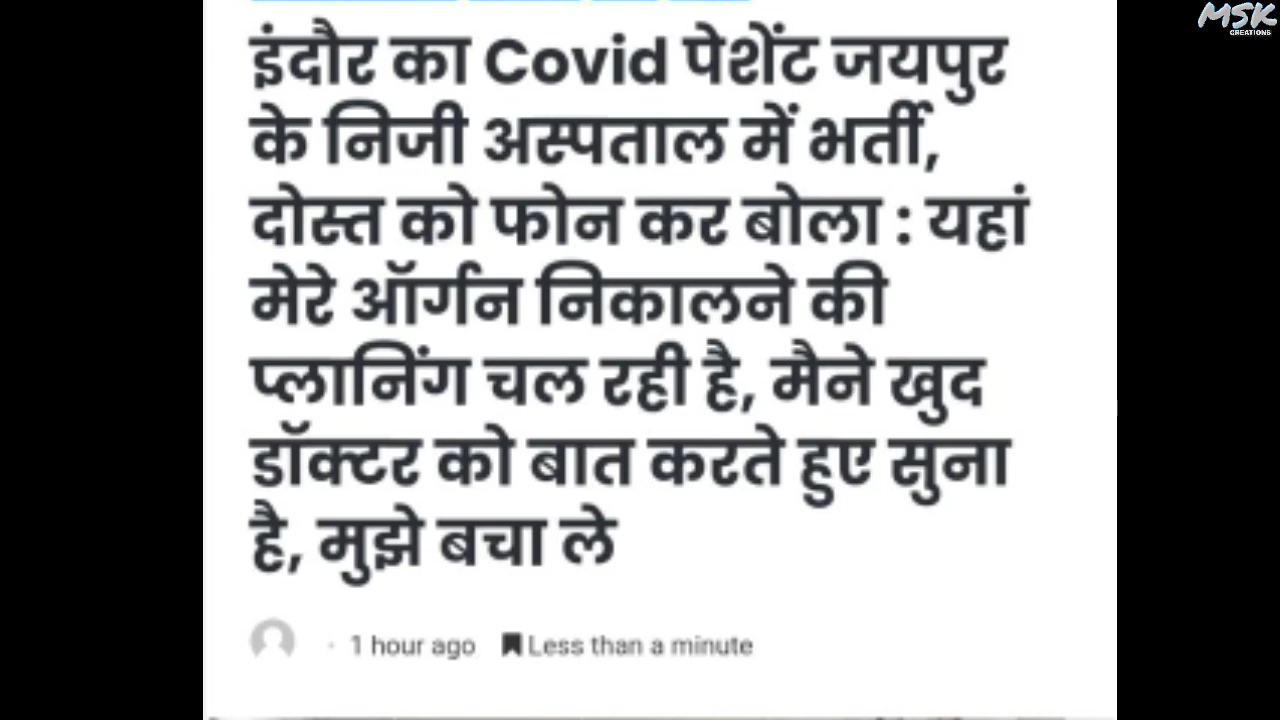 MSK
CREATIONS
इंदौर का Covid पेशेंट जयपुर
के निजी अस्पताल में भर्ती,
दोस्त को फोन कर बोला : यहां
मेरे ऑर्गन निकालने की
प्लानिंग चल रही है, मैने खुद
डॉक्टर को बात करते हुए सुना
है, मुझे बचा ले
· 1 hour ago Less than a minute